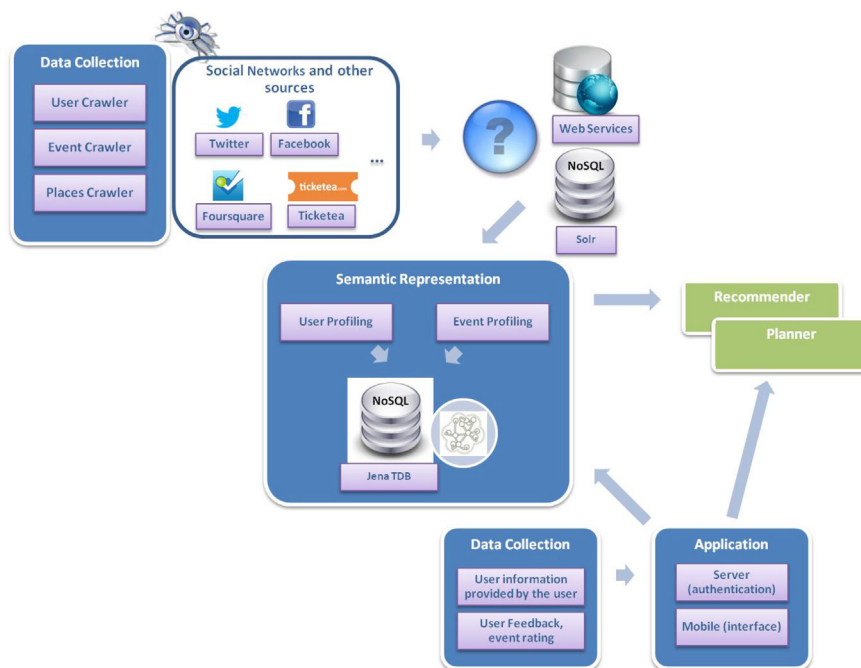 Data Collection
User Crawler
Event Crawler
Places Crawler
Social Networks and other
sources
Twitter
Facebook
...
Foursquare
ticketea.com
Ticketea
?
Web Services
NoSQL
Solr
Semantic Representation
User Profiling
Event Profiling
NoSQL
Jena TDB
Recommender
Planner
Data Collection
User information
provided by the user
User Feedback,
event rating
Application
Server
(authentication)
Mobile (interface)